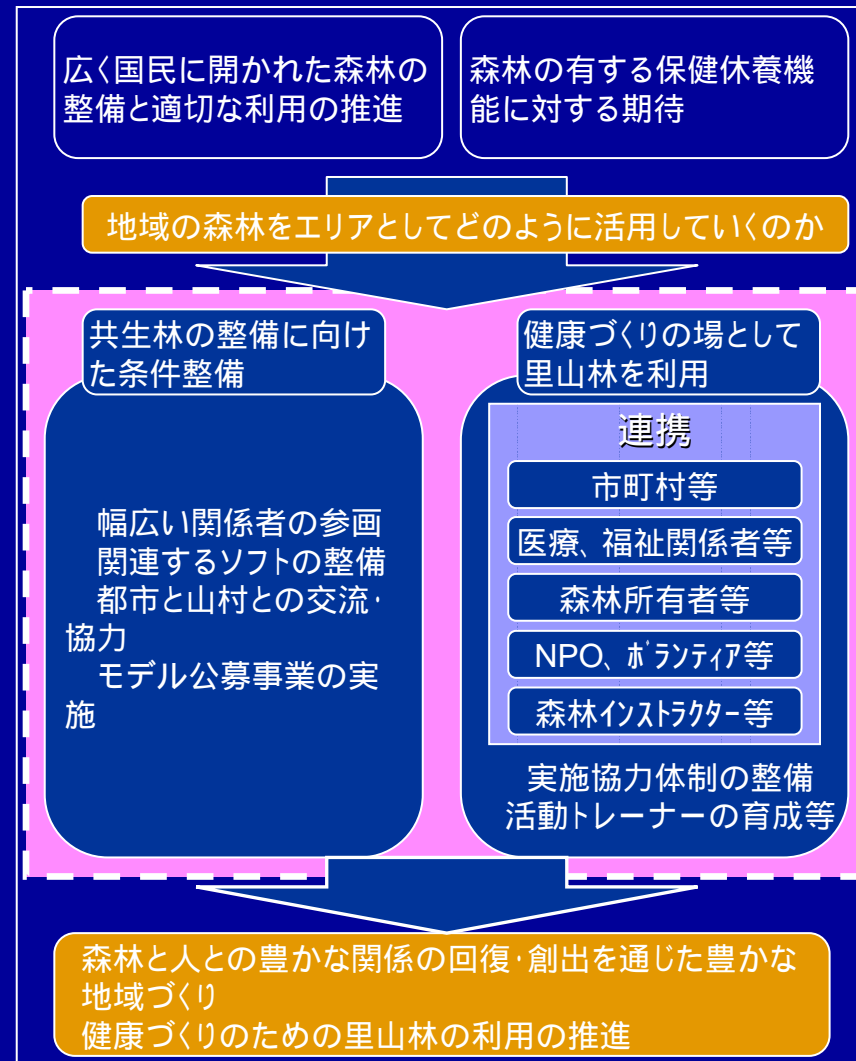 広く国民に開かれた森林の
整備と適切な利用の推進
森林の有する保健休養機
能に対する期待
地域の森林をエリアとしてどのように活用していくのか
共生林の整備に向け
た条件整備
幅広い関係者の参画
関連するソフトの整備
都市と山村との交流・
協力
モデル公募事業の実
施
健康づくりの場として
里山林を利用
連携
市町村等
医療、福祉関係者等
森林所有者等
NPO、ボランティア等
森林インストラクター等
実施協力体制の整備
活動トレーナーの育成等
森林と人との豊かな関係の回復・創出を通じた豊かな
地域づくり
健康づくりのための里山林の利用の推進